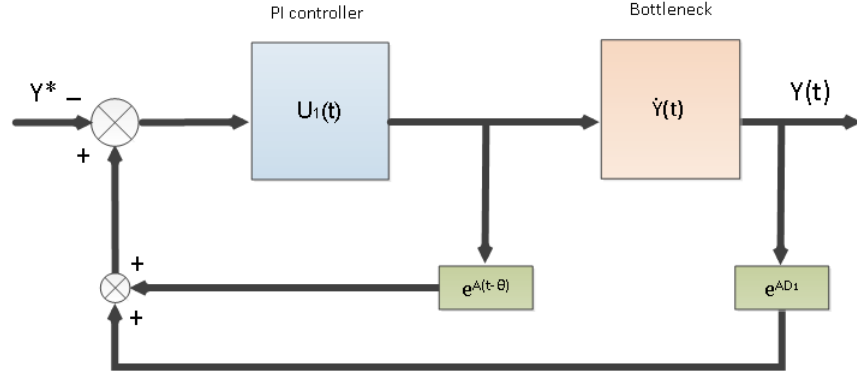 PI controller
Bottleneck
Y* −
U₁(t)
Ẏ(t)
Y(t)
+
+
e^A(t-θ)
e^AD₁
+